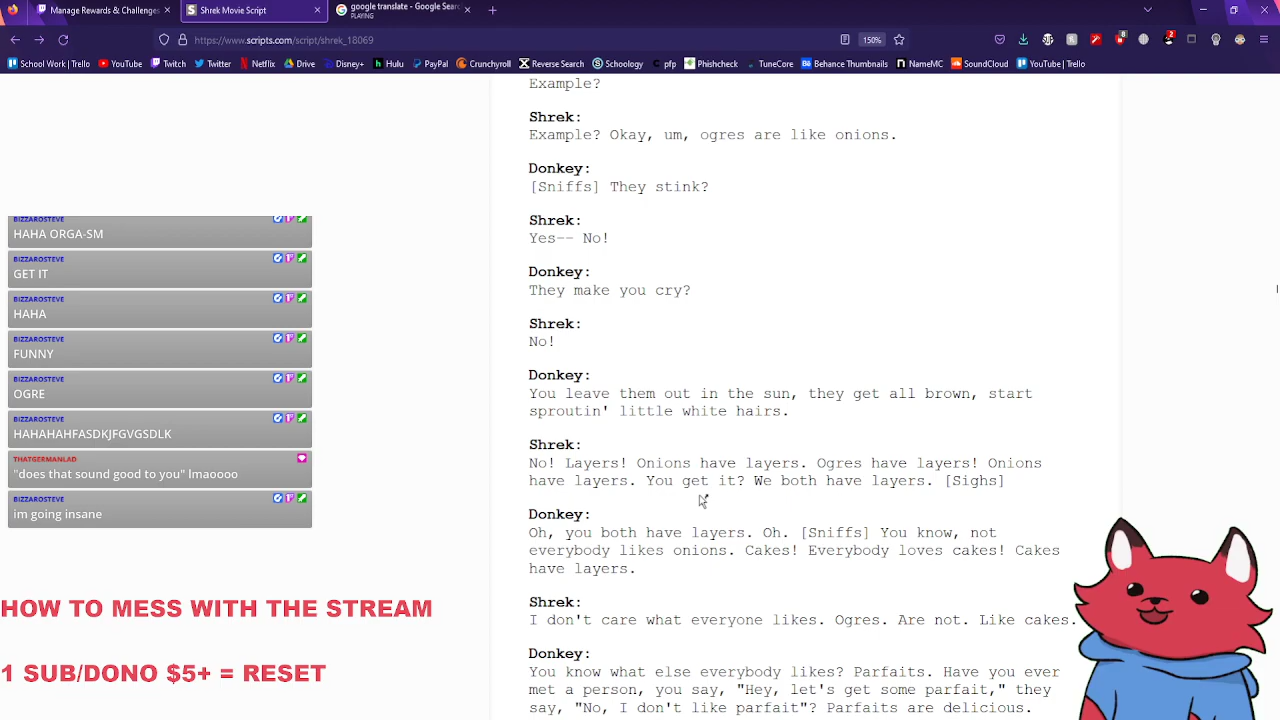 Manage Rewards & Challenges
Shrek Movie Script
google translate - Google Sear
PLAYING
https://www.scripts.com/script/shrek_18069
150%
School Work | Trello
YouTube
Twitch
Twitter
Netflix
Drive
Disney+
Hulu
PayPal
Crunchyroll
Reverse Search
Schoology
pfp
Phishcheck
TuneCore
Behance Thumbnails
NameMC
SoundCloud
YouTube | Trello
Example?
Shrek:
Example? Okay, um, ogres are like onions.
Donkey:
[Sniffs] They stink?
Shrek:
Yes-- No!
Donkey:
They make you cry?
Shrek:
No!
Donkey:
You leave them out in the sun, they get all brown, start
sproutin' little white hairs.
Shrek:
No! Layers! Onions have layers. Ogres have layers! Onions
have layers. You get it? We both have layers. [Sighs]
Donkey:
Oh, you both have layers. Oh. [Sniffs] You know, not
everybody likes onions. Cakes! Everybody loves cakes! Cakes
have layers.
Shrek:
I don't care what everyone likes. Ogres. Are not. Like cakes.
Donkey:
You know what else everybody likes? Parfaits. Have you ever
met a person, you say, "Hey, let's get some parfait," they
say, "No, I don't like parfait"? Parfaits are delicious.
BIZZAROSTEVE
HAHA ORGA-SM
BIZZAROSTEVE
GET IT
BIZZAROSTEVE
HAHA
BIZZAROSTEVE
FUNNY
BIZZAROSTEVE
OGRE
BIZZAROSTEVE
HAHAHAHFASDKJFGVGSDLK
THATGERMANLAD
"does that sound good to you" lmaoooo
BIZZAROSTEVE
im going insane
HOW TO MESS WITH THE STREAM
1 SUB/DONO $5+ = RESET